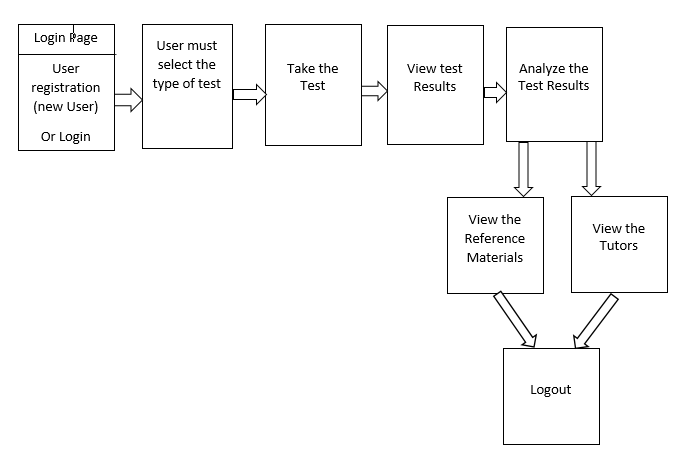 Login Page
User
registration
(new User)
Or Login
User must
select the
type of test
Take the
Test
View test
Results
Analyze the
Test Results
View the
Reference
Materials
View the
Tutors
Logout